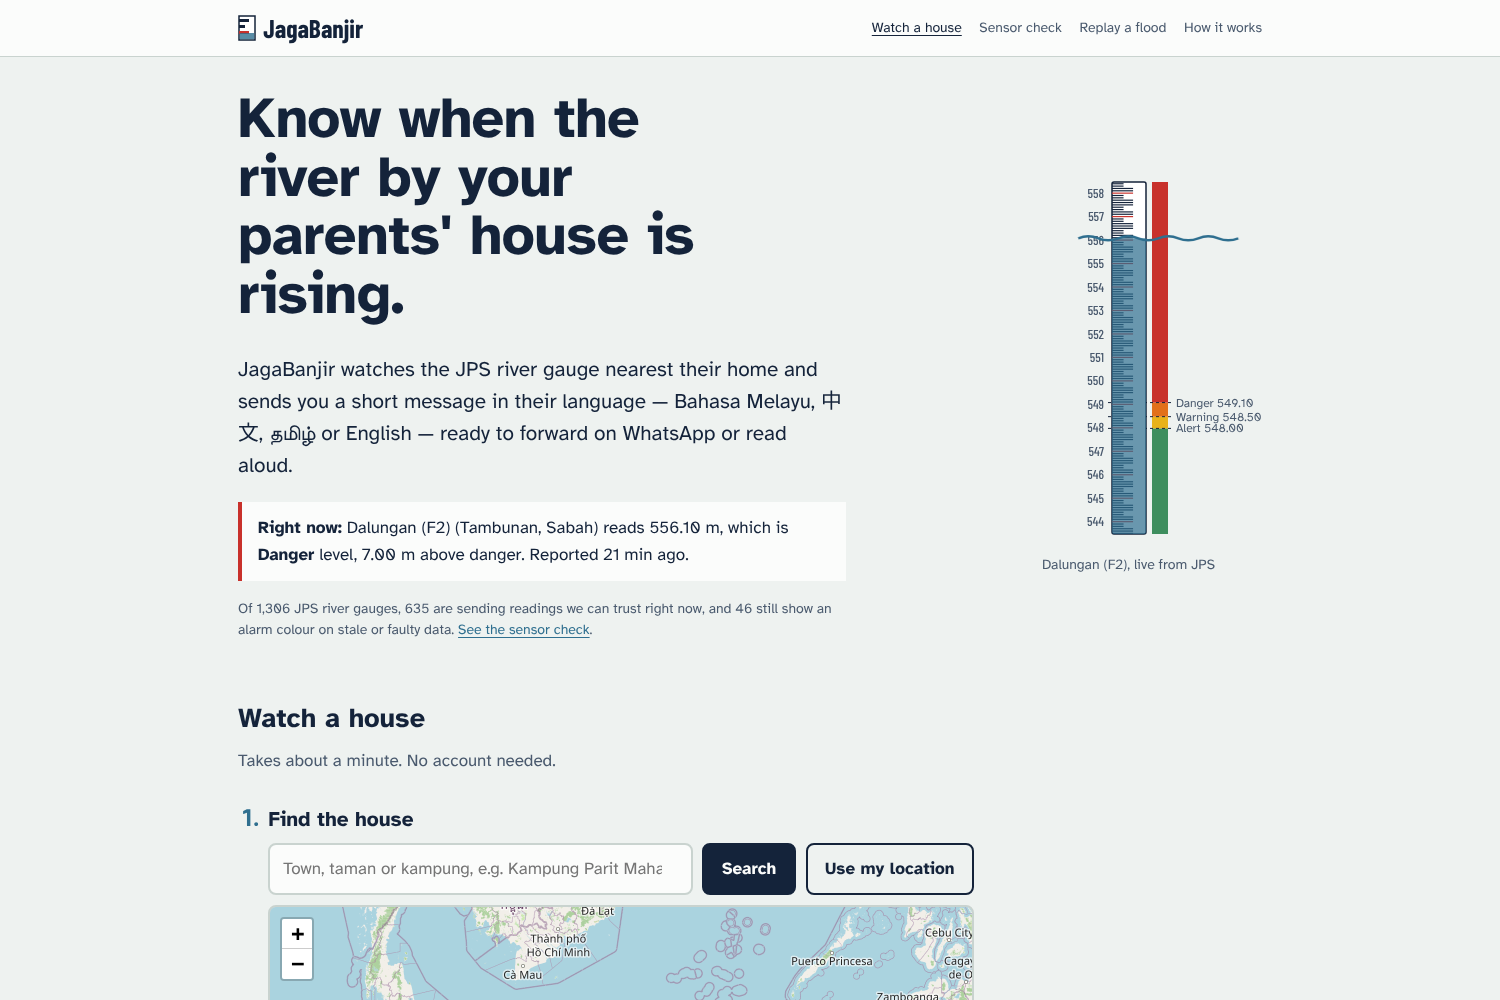 JagaBanjir
Watch a house
Sensor check
Replay a flood
How it works
Know when the
river by your
parents' house is
rising.
JagaBanjir watches the JPS river gauge nearest their home and
sends you a short message in their language — Bahasa Melayu, 中
文, தமிழ் or English — ready to forward on WhatsApp or read
aloud.
Right now: Dalungan (F2) (Tambunan, Sabah) reads 556.10 m, which is
Danger level, 7.00 m above danger. Reported 21 min ago.
Of 1,306 JPS river gauges, 635 are sending readings we can trust right now, and 46 still show an
alarm colour on stale or faulty data. See the sensor check.
558
557
556
555
554
553
552
551
550
549
548
547
546
545
544
Danger 549.10
Warning 548.50
Alert 548.00
Dalungan (F2), live from JPS
Watch a house
Takes about a minute. No account needed.
1. Find the house
Town, taman or kampung, e.g. Kampung Parit Maha
Search
Use my location
+
−
Đà Lạt
Thành phố
Hồ Chí Minh
Cà Mau
Puerto Princesa
Cebu City
Cagay
de O
Zamboanga